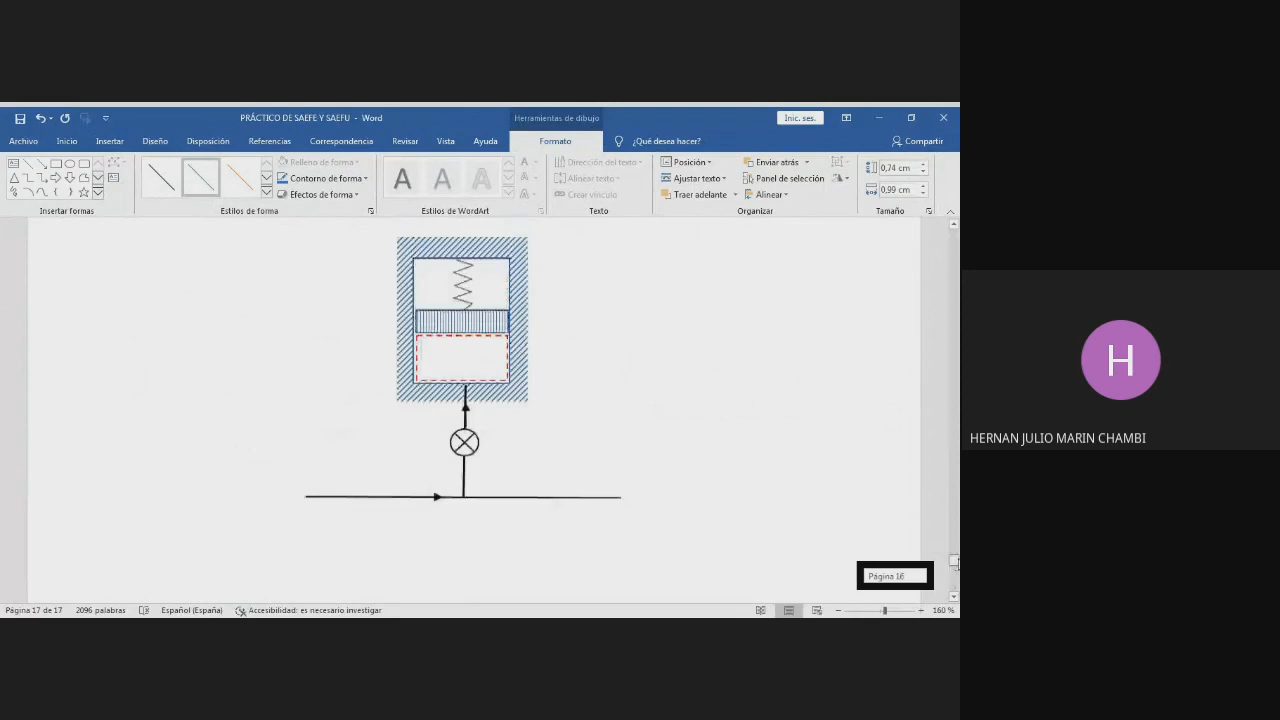 PRÁCTICO DE SAEFE Y SAEFU - Word
Herramientas de dibujo
Inic. ses.
Archivo Inicio Insertar Diseño Disposición Referencias Correspondencia Revisar Vista Ayuda Formato ¿Qué desea hacer? Compartir
Relleno de forma
Contorno de forma
Efectos de forma
A A A
Dirección del texto
Alinear texto
Crear vínculo
Posición
Ajustar texto
Traer adelante
Enviar atrás
Panel de selección
Alinear
0,74 cm
0,99 cm
Insertar formas Estilos de forma Estilos de WordArt Texto Organizar Tamaño
H
HERNAN JULIO MARIN CHAMBI
Página 16
Página 17 de 17 2096 palabras Español (España) Accesibilidad: es necesario investigar 160 %